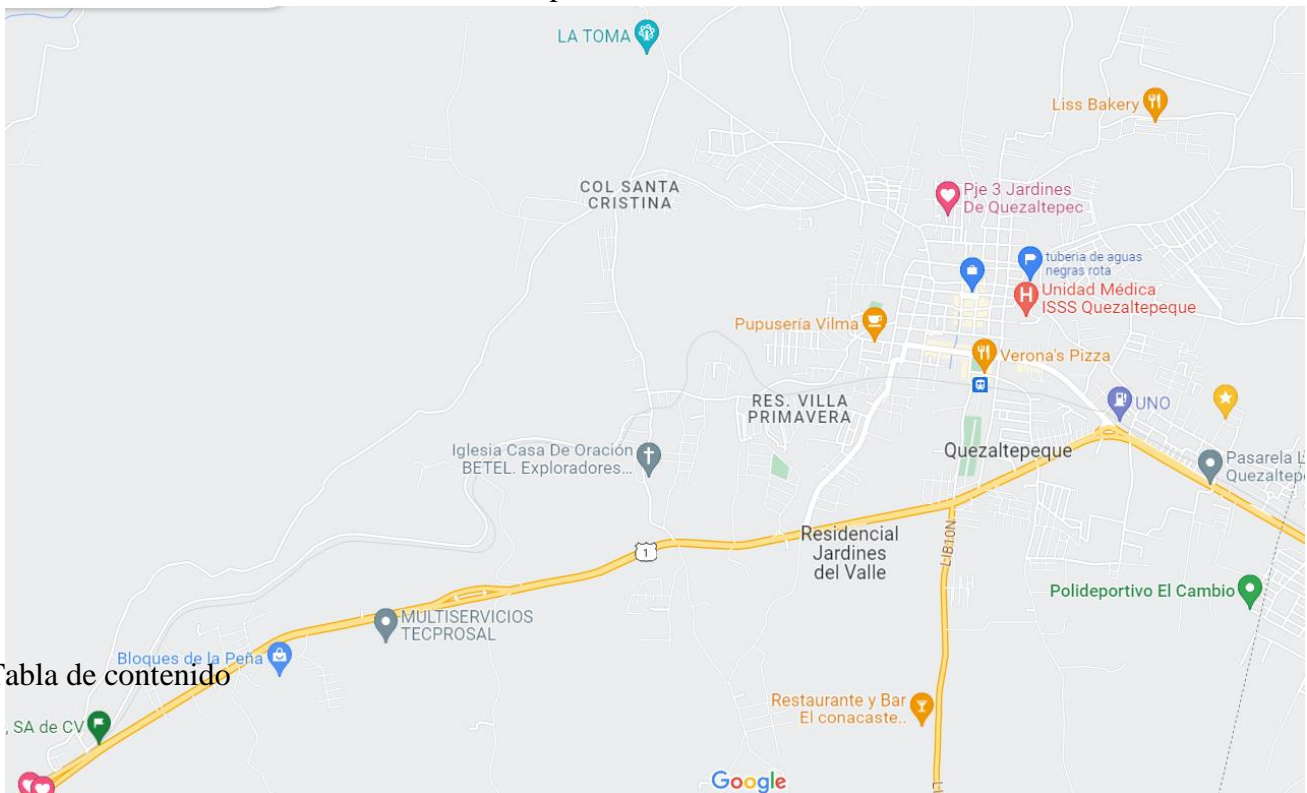 LA TOMA
Liss Bakery
COL SANTA
CRISTINA
Pje 3 Jardines
De Quezaltepec
tuberia de aguas
negras rota
Unidad Médica
ISSS Quezaltepeque
Pupusería Vilma
Verona's Pizza
RES. VILLA
PRIMAVERA
UNO
Iglesia Casa De Oración
BETEL. Exploradores...
Quezaltepeque
Pasarela L
Quezaltep
Residencial
Jardines
del Valle
LIB10N
1
Polideportivo El Cambio
MULTISERVICIOS
TECPROSAL
Bloques de la Peña
Tabla de contenido
Restaurante y Bar
El conacaste..
, SA de CV
Google